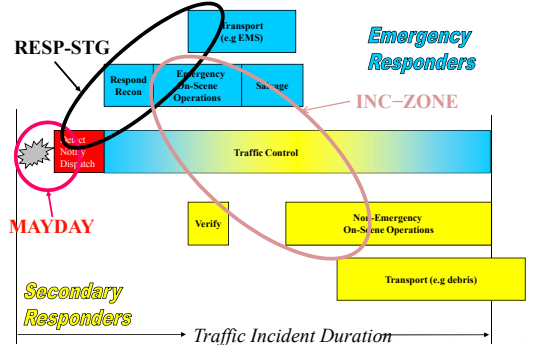 Transport
(e.g EMS)
Emergency
Responders
RESP-STG
Respond
Recon
Emergency
On-Scene
Operations
Salvage
INC−ZONE
Detect
Notify
Dispatch
Traffic Control
MAYDAY
Verify
Non-Emergency
On-Scene Operations
Transport (e.g debris)
Secondary
Responders
Traffic Incident Duration